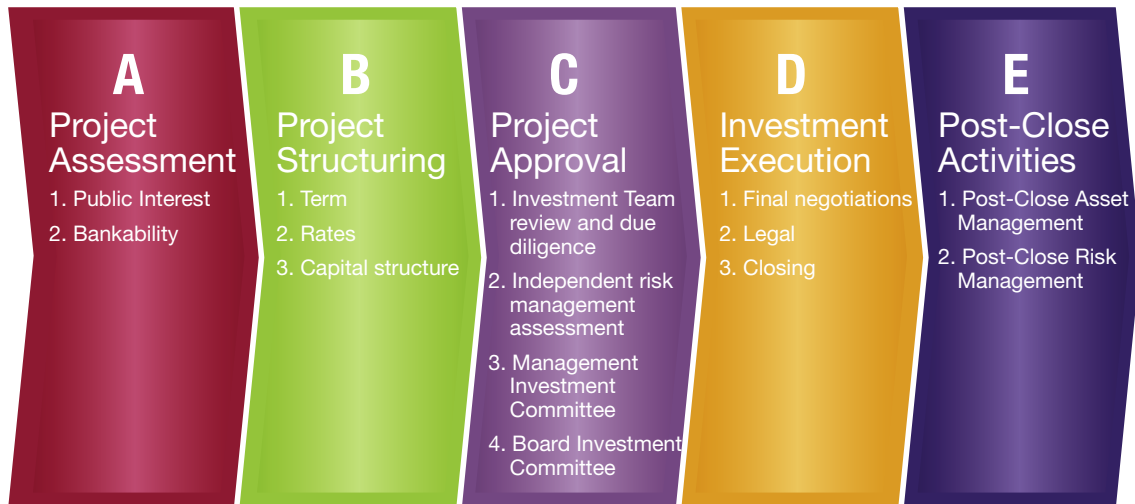 A
Project
Assessment
1. Public Interest
2. Bankability
B
Project
Structuring
1. Term
2. Rates
3. Capital structure
C
Project
Approval
1. Investment Team
review and due
diligence
2. Independent risk
management
assessment
3. Management
Investment
Committee
4. Board Investment
Committee
D
Investment
Execution
1. Final negotiations
2. Legal
3. Closing
E
Post-Close
Activities
1. Post-Close Asset
Management
2. Post-Close Risk
Management